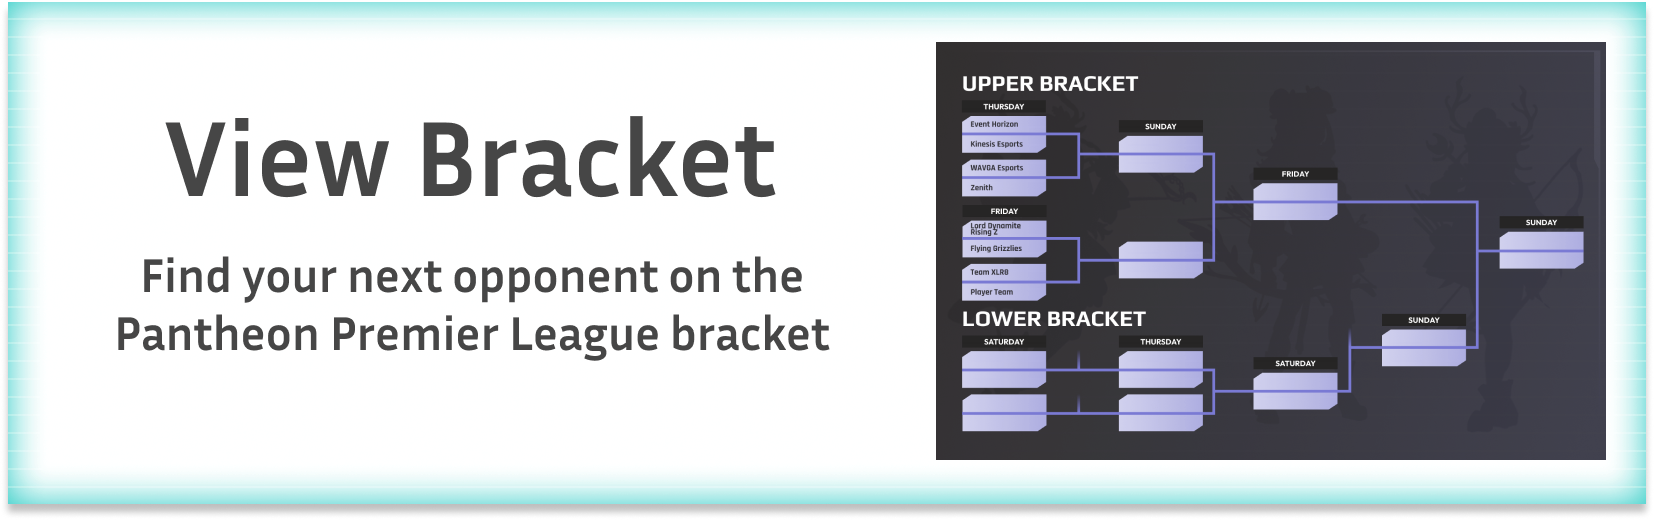 View Bracket
Find your next opponent on the
Pantheon Premier League bracket
UPPER BRACKET
THURSDAY
Event Horizon
Kinesis Esports
WAVGA Esports
Zenith
FRIDAY
Lord Dynamite
Rising Z
Flying Grizzlies
Team XLR8
Player Team
SUNDAY
FRIDAY
SUNDAY
LOWER BRACKET
SATURDAY
THURSDAY
SATURDAY
SUNDAY